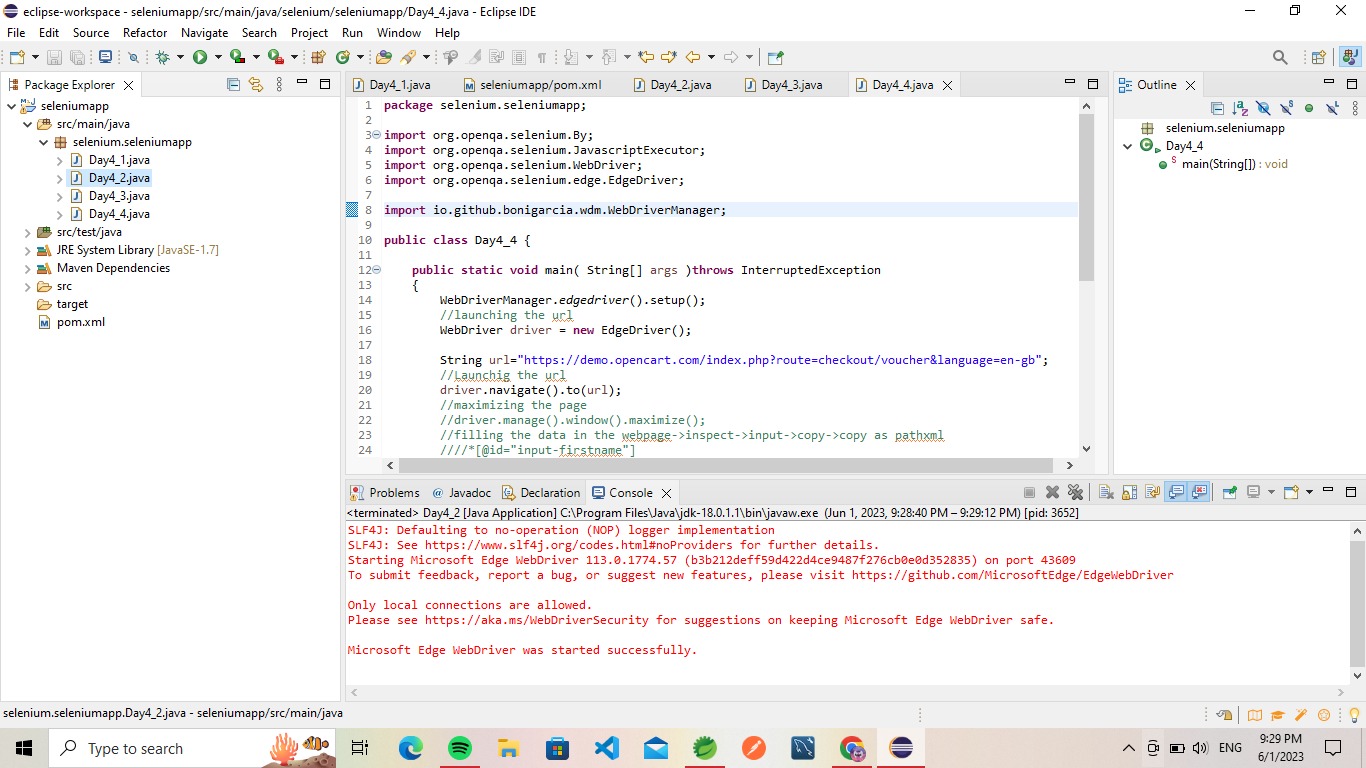 eclipse-workspace - seleniumapp/src/main/java/selenium/seleniumapp/Day4_4.java - Eclipse IDE
File Edit Source Refactor Navigate Search Project Run Window Help
Package Explorer
seleniumapp
src/main/java
selenium.seleniumapp
Day4_1.java
Day4_2.java
Day4_3.java
Day4_4.java
src/test/java
JRE System Library [JavaSE-1.7]
Maven Dependencies
src
target
pom.xml
Day4_1.java seleniumapp/pom.xml Day4_2.java Day4_3.java Day4_4.java
1 package selenium.seleniumapp;
2
3 import org.openqa.selenium.By;
4 import org.openqa.selenium.JavascriptExecutor;
5 import org.openqa.selenium.WebDriver;
6 import org.openqa.selenium.edge.EdgeDriver;
7
8 import io.github.bonigarcia.wdm.WebDriverManager;
9
10 public class Day4_4 {
11
12 public static void main( String[] args )throws InterruptedException
13 {
14 WebDriverManager.edgedriver().setup();
15 //launching the url
16 WebDriver driver = new EdgeDriver();
17
18 String url="https://demo.opencart.com/index.php?route=checkout/voucher&language=en-gb";
19 //Launchig the url
20 driver.navigate().to(url);
21 //maximizing the page
22 //driver.manage().window().maximize();
23 //filling the data in the webpage->inspect->input->copy->copy as pathxml
24 ////*[@id="input-firstname"]
Outline
selenium.seleniumapp
Day4_4
main(String[]) : void
Problems Javadoc Declaration Console
<terminated> Day4_2 [Java Application] C:\Program Files\Java\jdk-18.0.1.1\bin\javaw.exe (Jun 1, 2023, 9:28:40 PM – 9:29:12 PM) [pid: 3652]
SLF4J: Defaulting to no-operation (NOP) logger implementation
SLF4J: See https://www.slf4j.org/codes.html#noProviders for further details.
Starting Microsoft Edge WebDriver 113.0.1774.57 (b3b212deff59d422d4ce9487f276cb0e0d352835) on port 43609
To submit feedback, report a bug, or suggest new features, please visit https://github.com/MicrosoftEdge/EdgeWebDriver
Only local connections are allowed.
Please see https://aka.ms/WebDriverSecurity for suggestions on keeping Microsoft Edge WebDriver safe.
Microsoft Edge WebDriver was started successfully.
selenium.seleniumapp.Day4_2.java - seleniumapp/src/main/java
Type to search
ENG
9:29 PM
6/1/2023